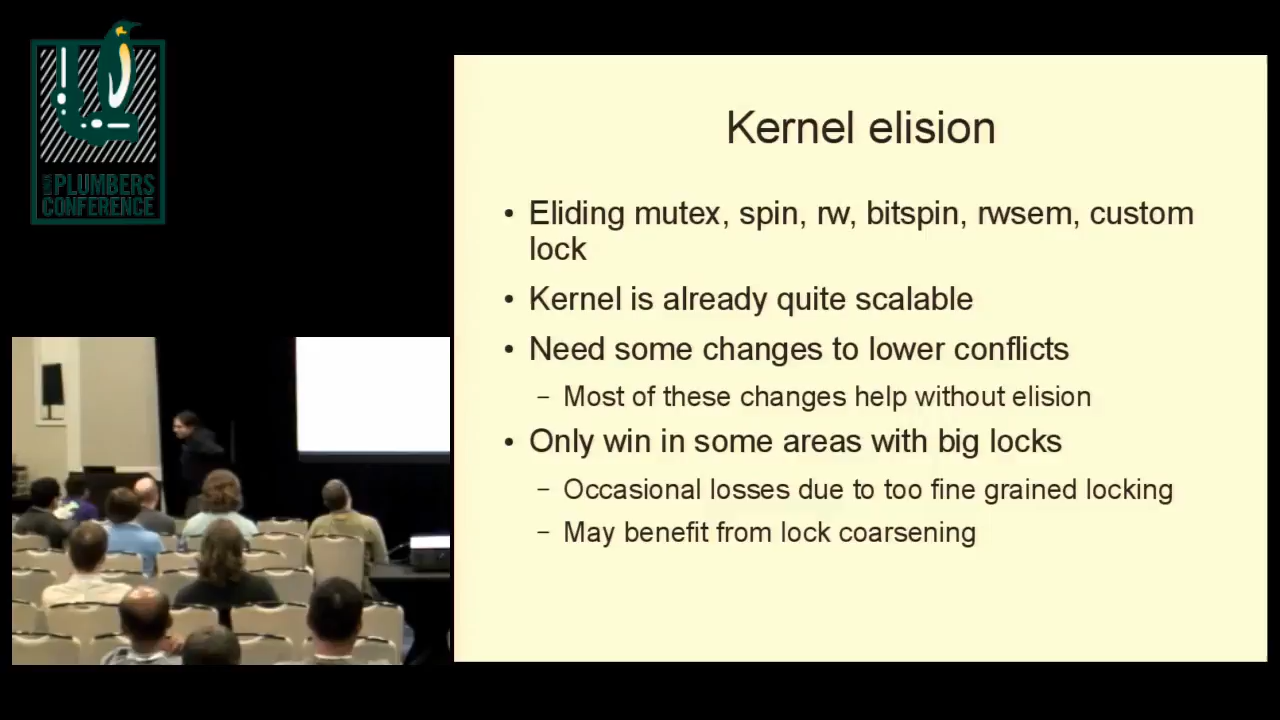 LINUX PLUMBERS
CONFERENCE
Kernel elision
• Eliding mutex, spin, rw, bitspin, rwsem, custom
lock
• Kernel is already quite scalable
• Need some changes to lower conflicts
– Most of these changes help without elision
• Only win in some areas with big locks
– Occasional losses due to too fine grained locking
– May benefit from lock coarsening